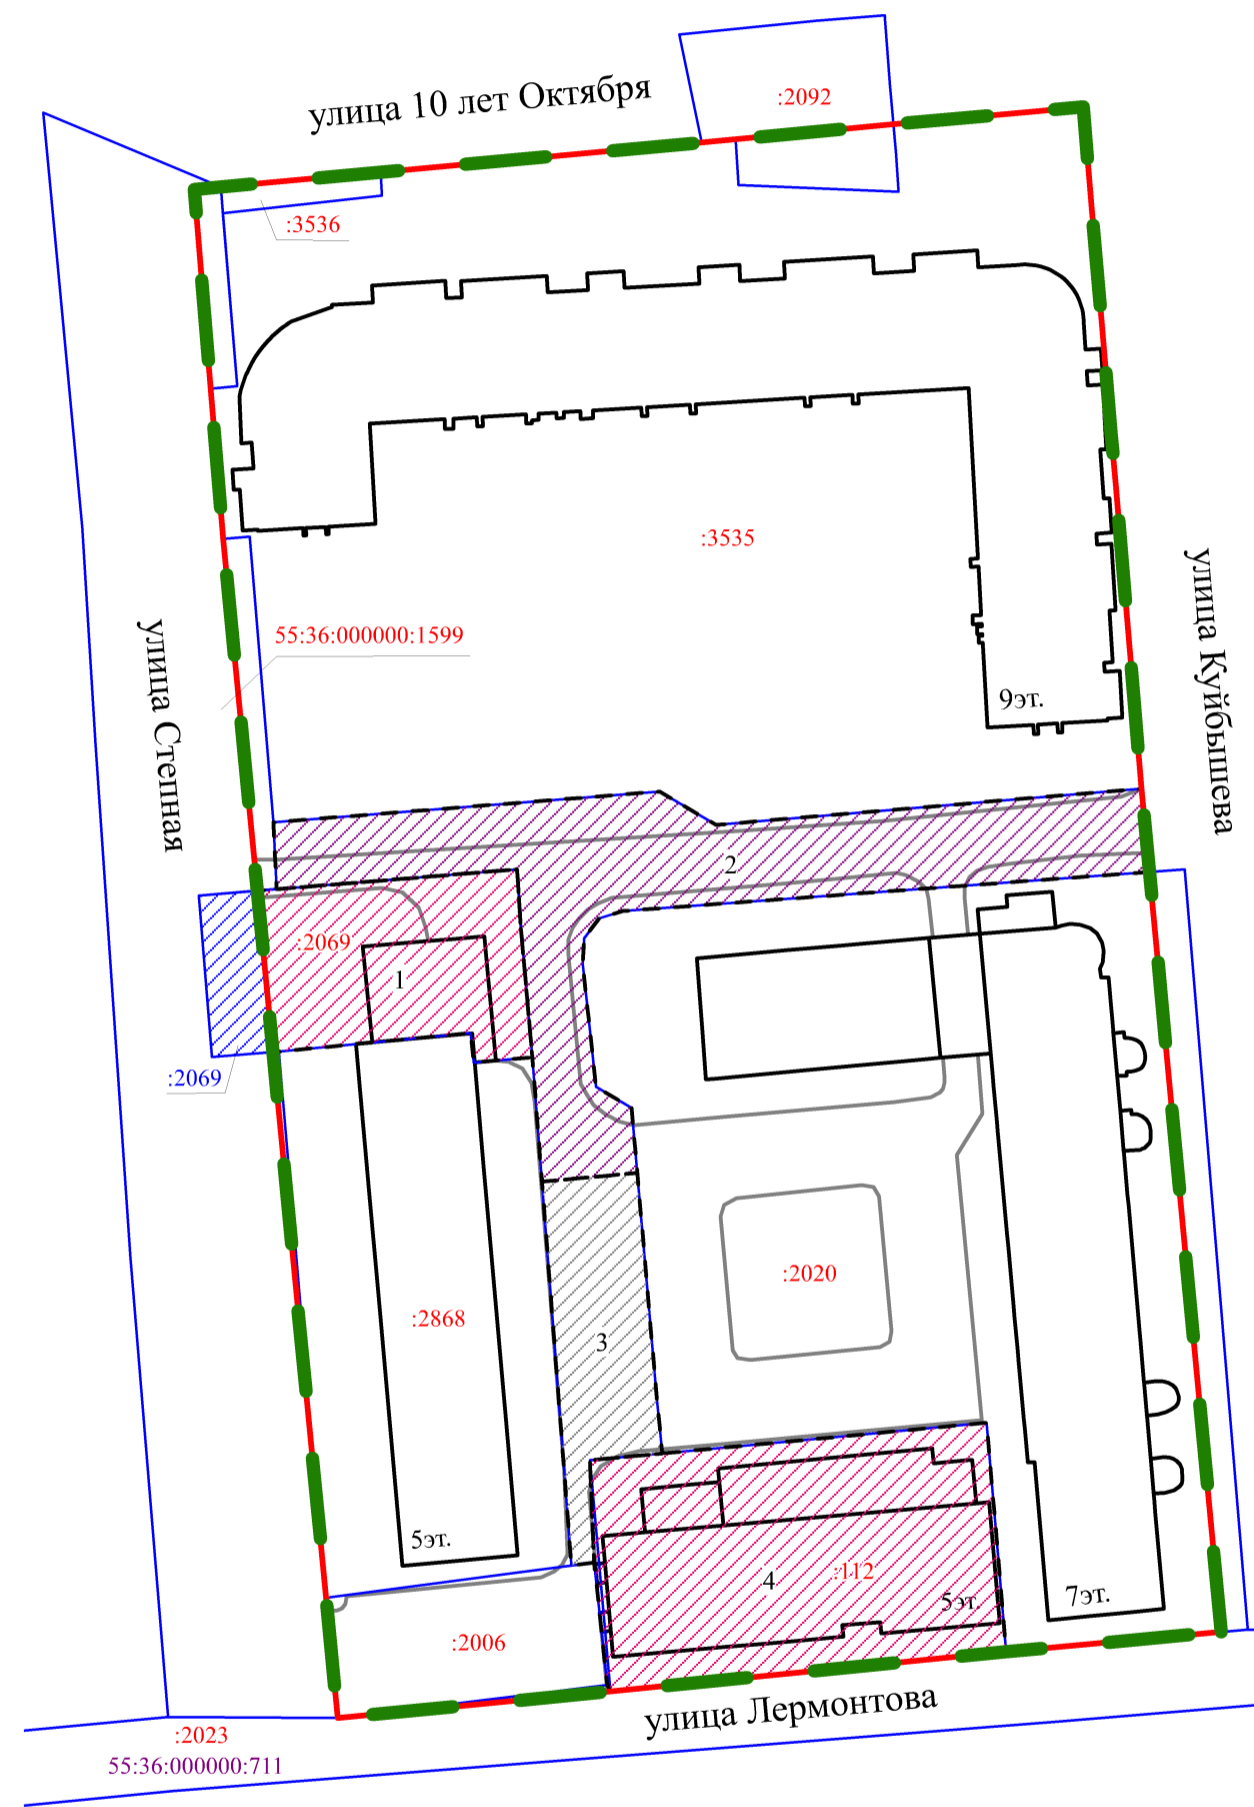 :2092
улица 10 лет Октября
:3536
:3535
улица Куйбышева
55:36:000000:1599
улица Степная
9эт.
2
:2069
1
:2069
:2020
:2868
3
5эт.
4
:112
5эт.
7эт.
:2006
улица Лермонтова
:2023
55:36:000000:711